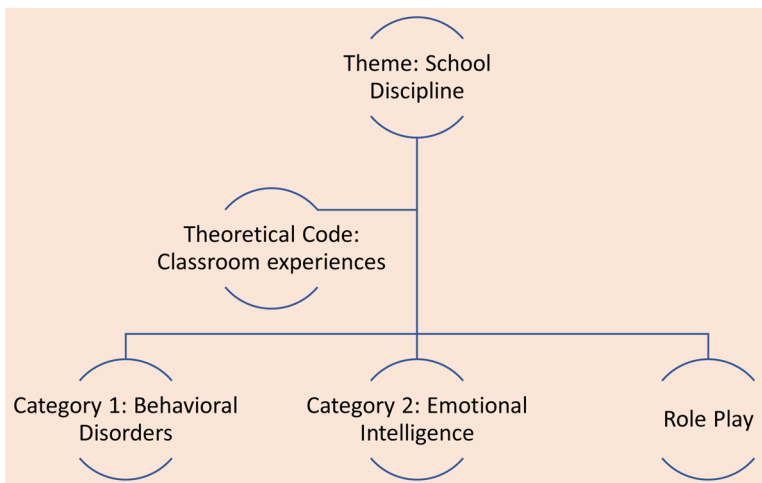 Theme: School
Discipline
Theoretical Code:
Classroom experiences
Category 1: Behavioral
Disorders
Category 2: Emotional
Intelligence
Role Play